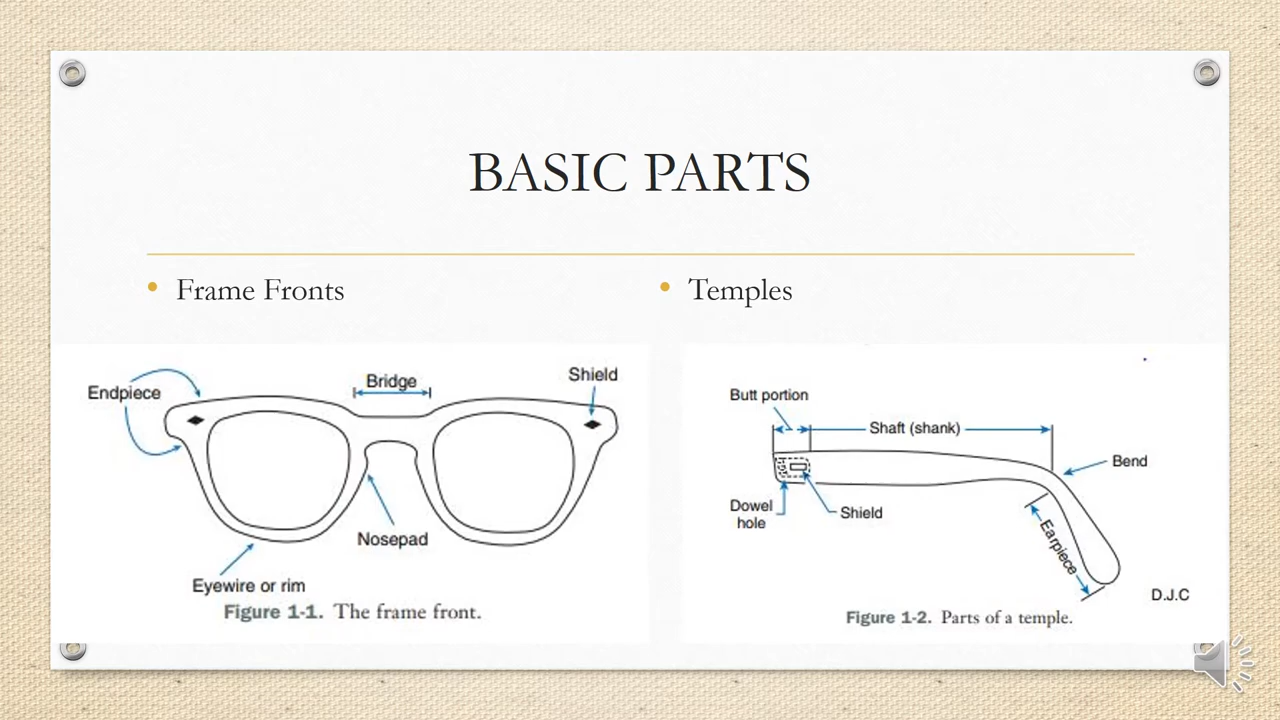 BASIC PARTS
• Frame Fronts
Endpiece
Bridge
Shield
Nosepad
Eyewire or rim
Figure 1-1. The frame front.
• Temples
Butt portion
Shaft (shank)
Bend
Dowel
hole
Shield
Earpiece
D.J.C
Figure 1-2. Parts of a temple.